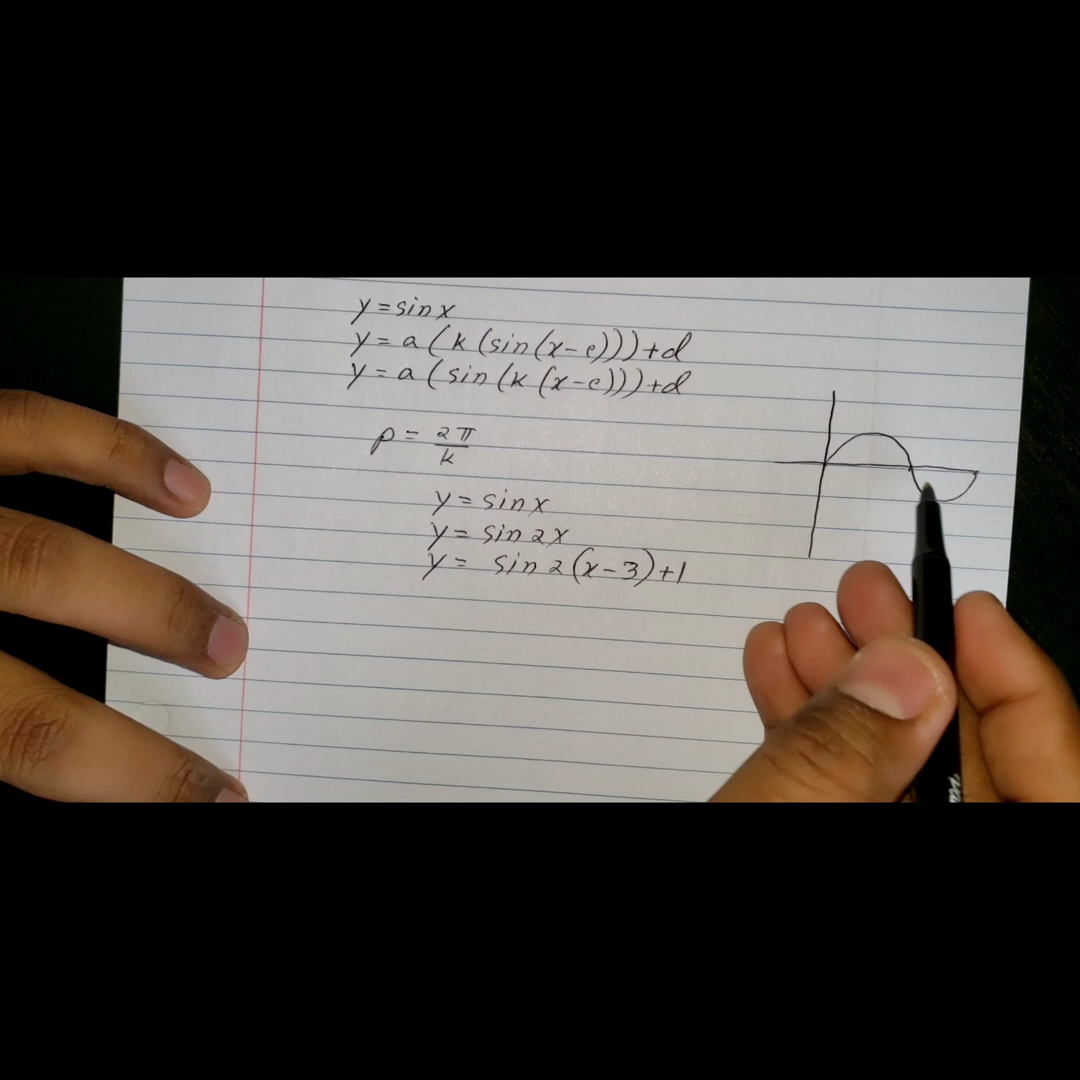 y = sin x
y = a (k (sin (x - c))) + d
y = a (sin (k (x - c))) + d
p = 2π/k
y = sin x
y = sin 2x
y = sin 2(x - 3) + 1